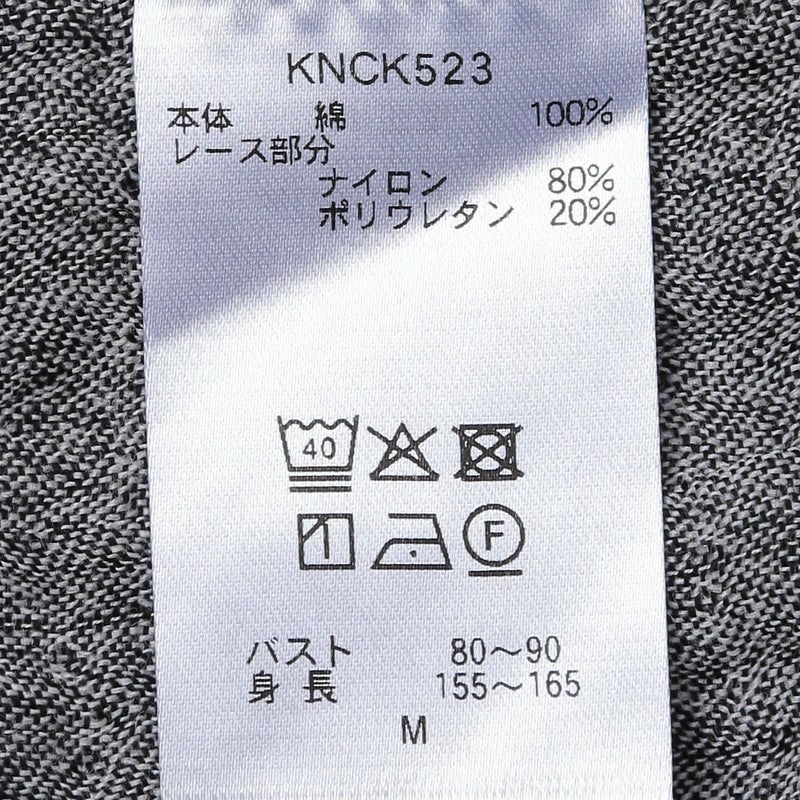 KNCK523
本体 綿 100%
レース部分
ナイロン 80%
ポリウレタン 20%
40
F
バスト 80〜90
身長 155〜165
M